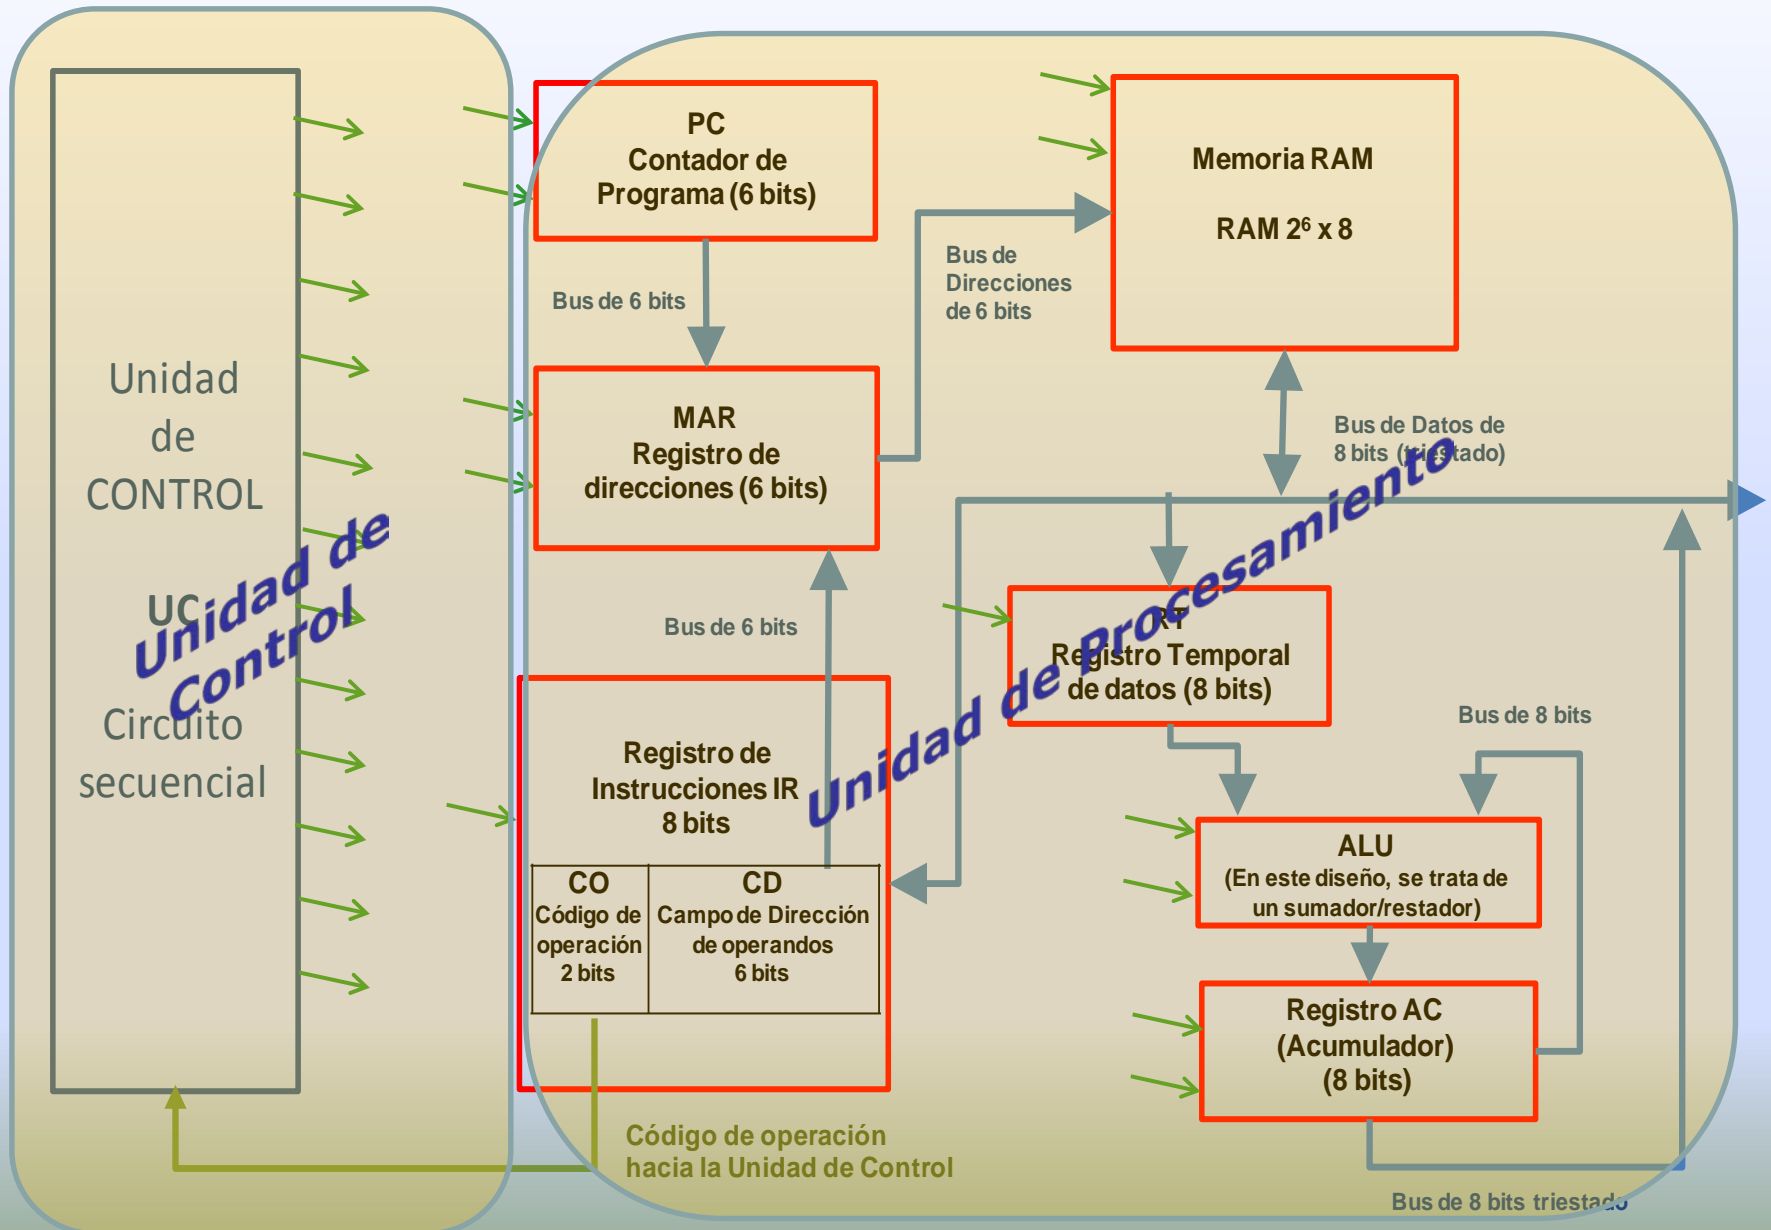 Unidad
de
CONTROL
UC
Circuito
secuencial
Unidad de
Control
PC
Contador de
Programa (6 bits)
Bus de 6 bits
MAR
Registro de
direcciones (6 bits)
Bus de 6 bits
Registro de
Instrucciones IR
8 bits
CO
Código de
operación
2 bits
CD
Campo de Dirección
de operandos
6 bits
Código de operación
hacia la Unidad de Control
Memoria RAM
RAM 2⁶ x 8
Bus de
Direcciones
de 6 bits
Bus de Datos de
8 bits (triestado)
Unidad de Procesamiento
RT
Registro Temporal
de datos (8 bits)
Bus de 8 bits
ALU
(En este diseño, se trata de
un sumador/restador)
Registro AC
(Acumulador)
(8 bits)
Bus de 8 bits triestado